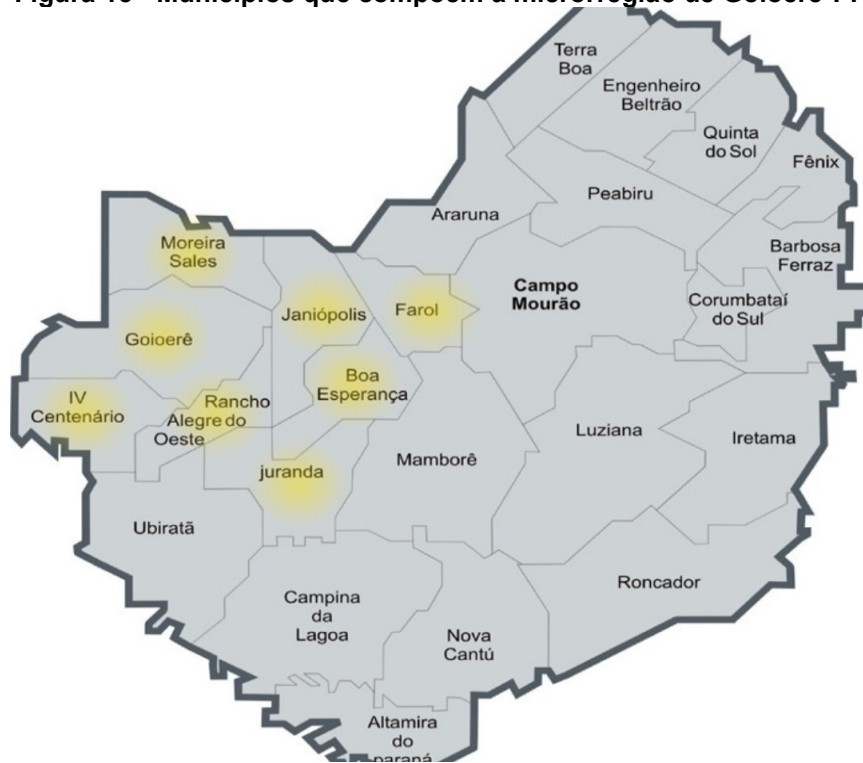 Figura 10 - Municípios que compõem a microrregião de Goioerê-PR
Terra
Boa
Engenheiro
Beltrão
Quinta
do Sol
Fênix
Peabiru
Araruna
Moreira
Sales
Barbosa
Ferraz
Campo
Mourão
Corumbataí
do Sul
Janiópolis
Farol
Goioerê
Boa
Esperança
IV
Centenário
Rancho
Alegre do
Oeste
Luziana
Iretama
Mamborê
juranda
Ubiratã
Roncador
Campina
da
Lagoa
Nova
Cantú
Altamira
do
paraná